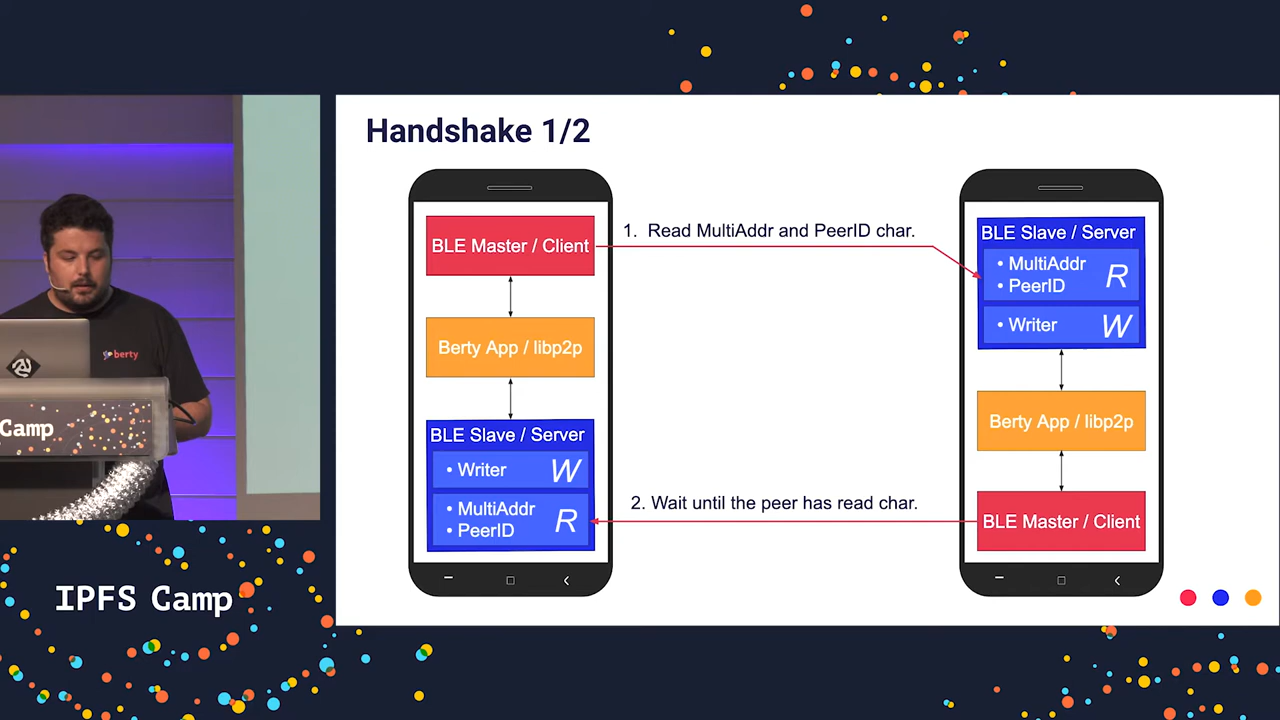 Handshake 1/2
BLE Master / Client
Berty App / libp2p
BLE Slave / Server
• Writer W
• MultiAddr
• PeerID
R
1. Read MultiAddr and PeerID char.
2. Wait until the peer has read char.
BLE Slave / Server
• MultiAddr
• PeerID
R
• Writer W
Berty App / libp2p
BLE Master / Client
berty
Camp
IPFS Camp